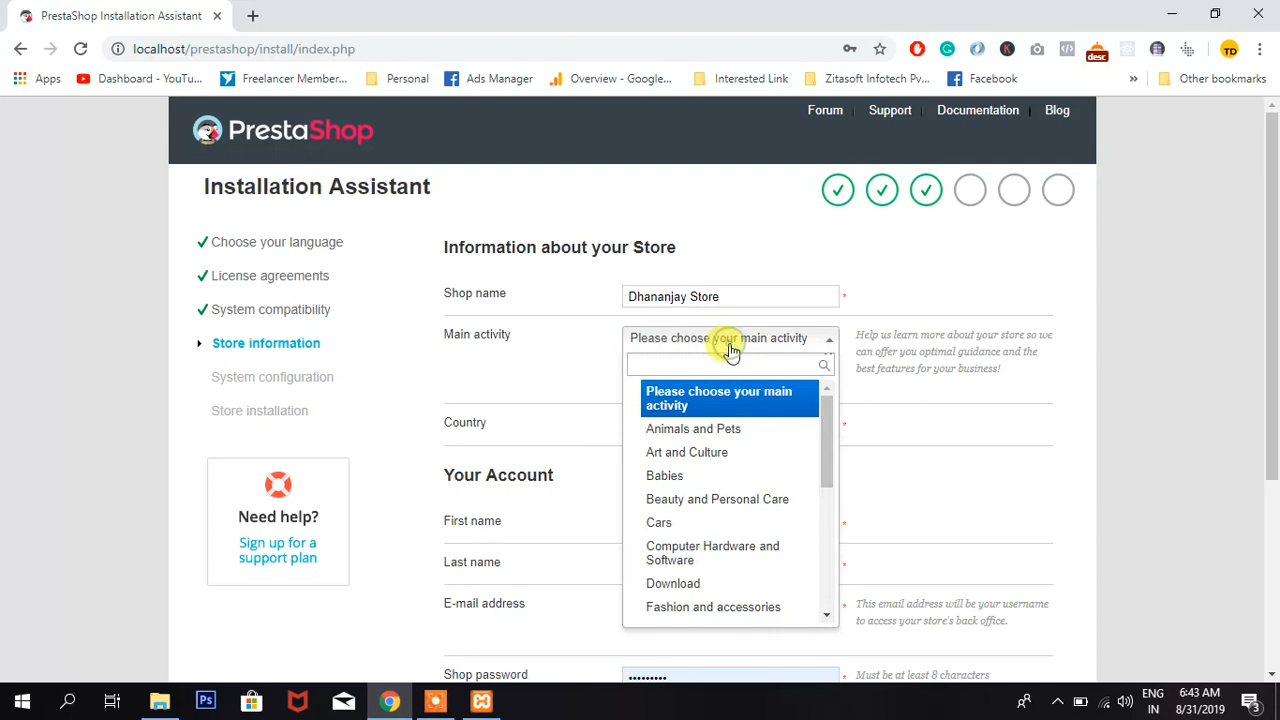 PrestaShop Installation Assistant
localhost/prestashop/install/index.php
TD
desc
Apps
Dashboard - YouTu...
Freelancer Member...
Personal
Ads Manager
Overview - Google...
Interested Link
Zitasoft Infotech Pv...
Facebook
»
Other bookmarks
Forum
Support
Documentation
Blog
PrestaShop
Installation Assistant
Choose your language
License agreements
System compatibility
Store information
System configuration
Store installation
Need help?
Sign up for a
support plan
Information about your Store
Shop name
Dhananjay Store
*
Main activity
Please choose your main activity
Help us learn more about your store so we
can offer you optimal guidance and the
best features for your business!
Please choose your main
activity
Animals and Pets
Art and Culture
Babies
Beauty and Personal Care
Cars
Computer Hardware and
Software
Download
Fashion and accessories
Country
*
Your Account
First name
*
Last name
*
E-mail address
*
This email address will be your username
to access your store's back office.
Shop password
•••••••••
*
Must be at least 8 characters
Ps
ENG
IN
6:43 AM
8/31/2019
3